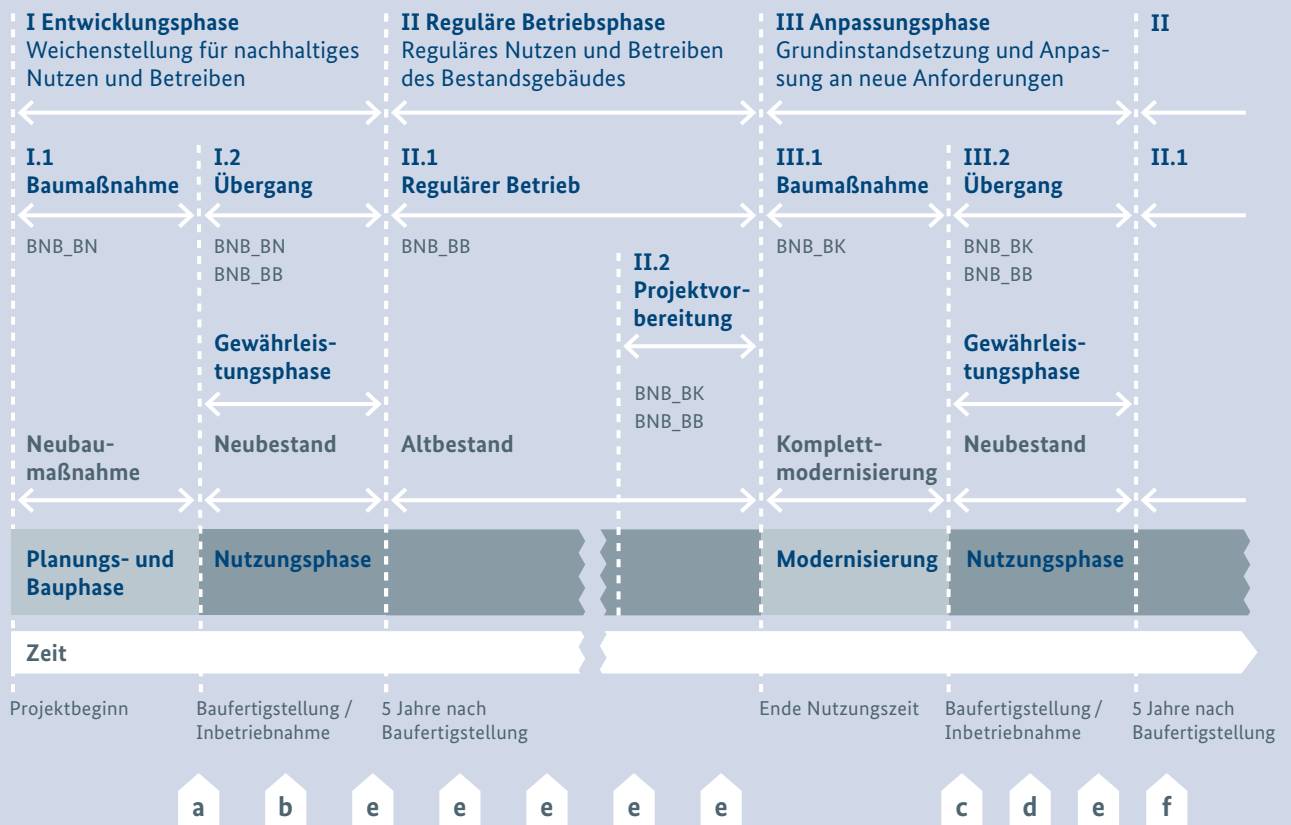 I Entwicklungsphase
Weichenstellung für nachhaltiges
Nutzen und Betreiben
II Reguläre Betriebsphase
Reguläres Nutzen und Betreiben
des Bestandsgebäudes
III Anpassungsphase
Grundinstandsetzung und Anpas-
sung an neue Anforderungen
II
I.1
Baumaßnahme
I.2
Übergang
II.1
Regulärer Betrieb
III.1
Baumaßnahme
III.2
Übergang
II.1
BNB_BN
BNB_BN
BNB_BB
BNB_BB
II.2
Projektvor-
bereitung
BNB_BK
BNB_BB
BNB_BK
BNB_BK
BNB_BB
Gewährleis-
tungsphase
Gewährleis-
tungsphase
Neubau-
maßnahme
Neubestand
Altbestand
Komplett-
modernisierung
Neubestand
Planungs- und
Bauphase
Nutzungsphase
Modernisierung
Nutzungsphase
Zeit
Projektbeginn
Baufertigstellung /
Inbetriebnahme
5 Jahre nach
Baufertigstellung
Ende Nutzungszeit
Baufertigstellung /
Inbetriebnahme
5 Jahre nach
Baufertigstellung
a b e e e e e c d e f